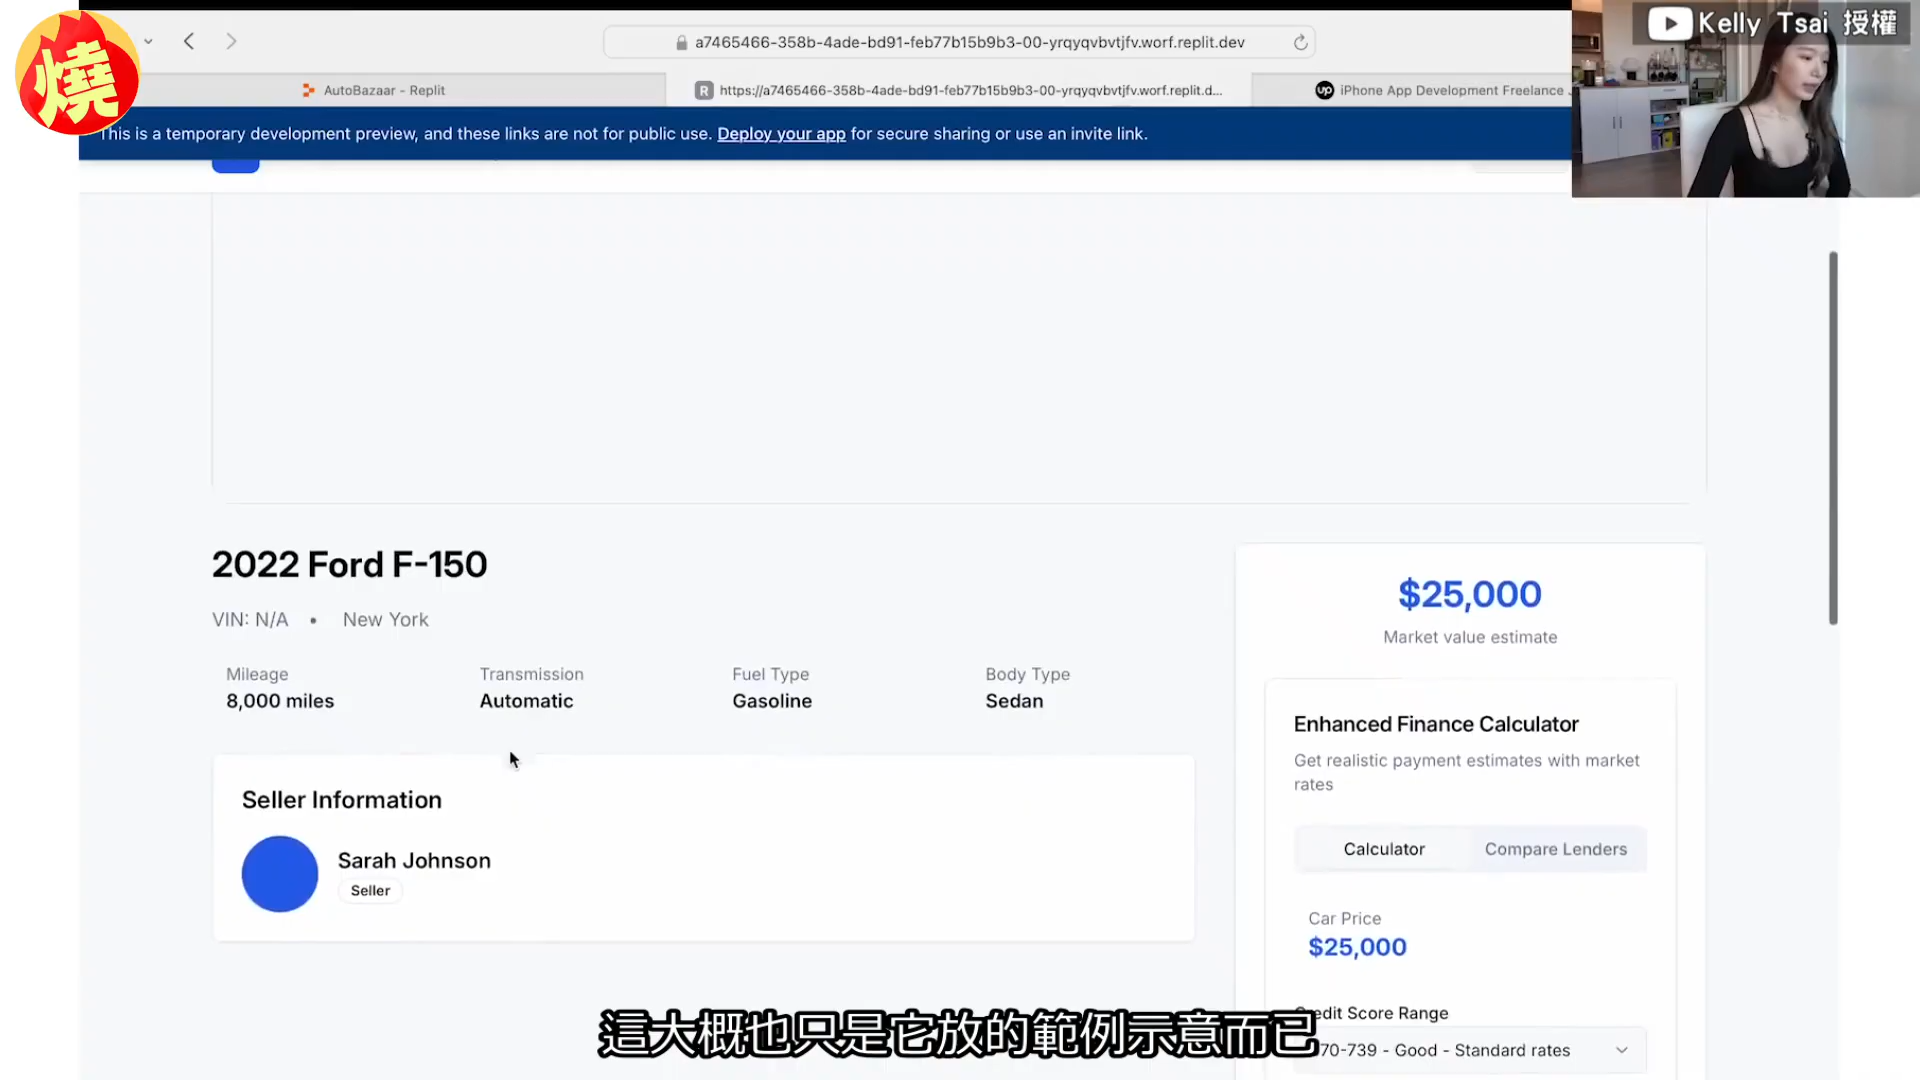 燒
a7465466-358b-4ade-bd91-feb77b15b9b3-00-yrqyqvbvtjfv.worf.replit.dev
Kelly Tsai 授權
AutoBazaar - Replit
R https://a7465466-358b-4ade-bd91-feb77b15b9b3-00-yrqyqvbvtjfv.worf.replit.d...
up iPhone App Development Freelance
This is a temporary development preview, and these links are not for public use. Deploy your app for secure sharing or use an invite link.
2022 Ford F-150
VIN: N/A • New York
Mileage Transmission Fuel Type Body Type
8,000 miles Automatic Gasoline Sedan
Seller Information
Sarah Johnson
Seller
$25,000
Market value estimate
Enhanced Finance Calculator
Get realistic payment estimates with market
rates
Calculator Compare Lenders
Car Price
$25,000
Credit Score Range
70-739 - Good - Standard rates
這大概也只是它放的範例示意而已